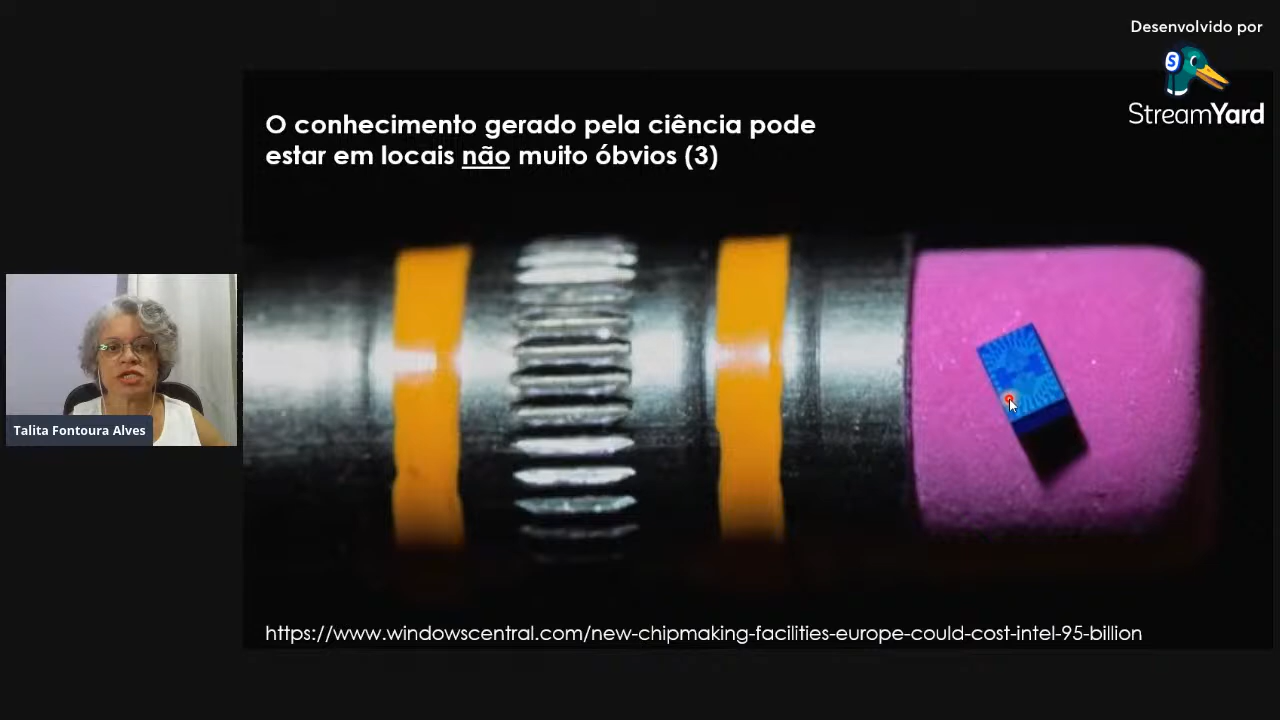 Desenvolvido por
StreamYard
O conhecimento gerado pela ciência pode
estar em locais não muito óbvios (3)
Talita Fontoura Alves
https://www.windowscentral.com/new-chipmaking-facilities-europe-could-cost-intel-95-billion